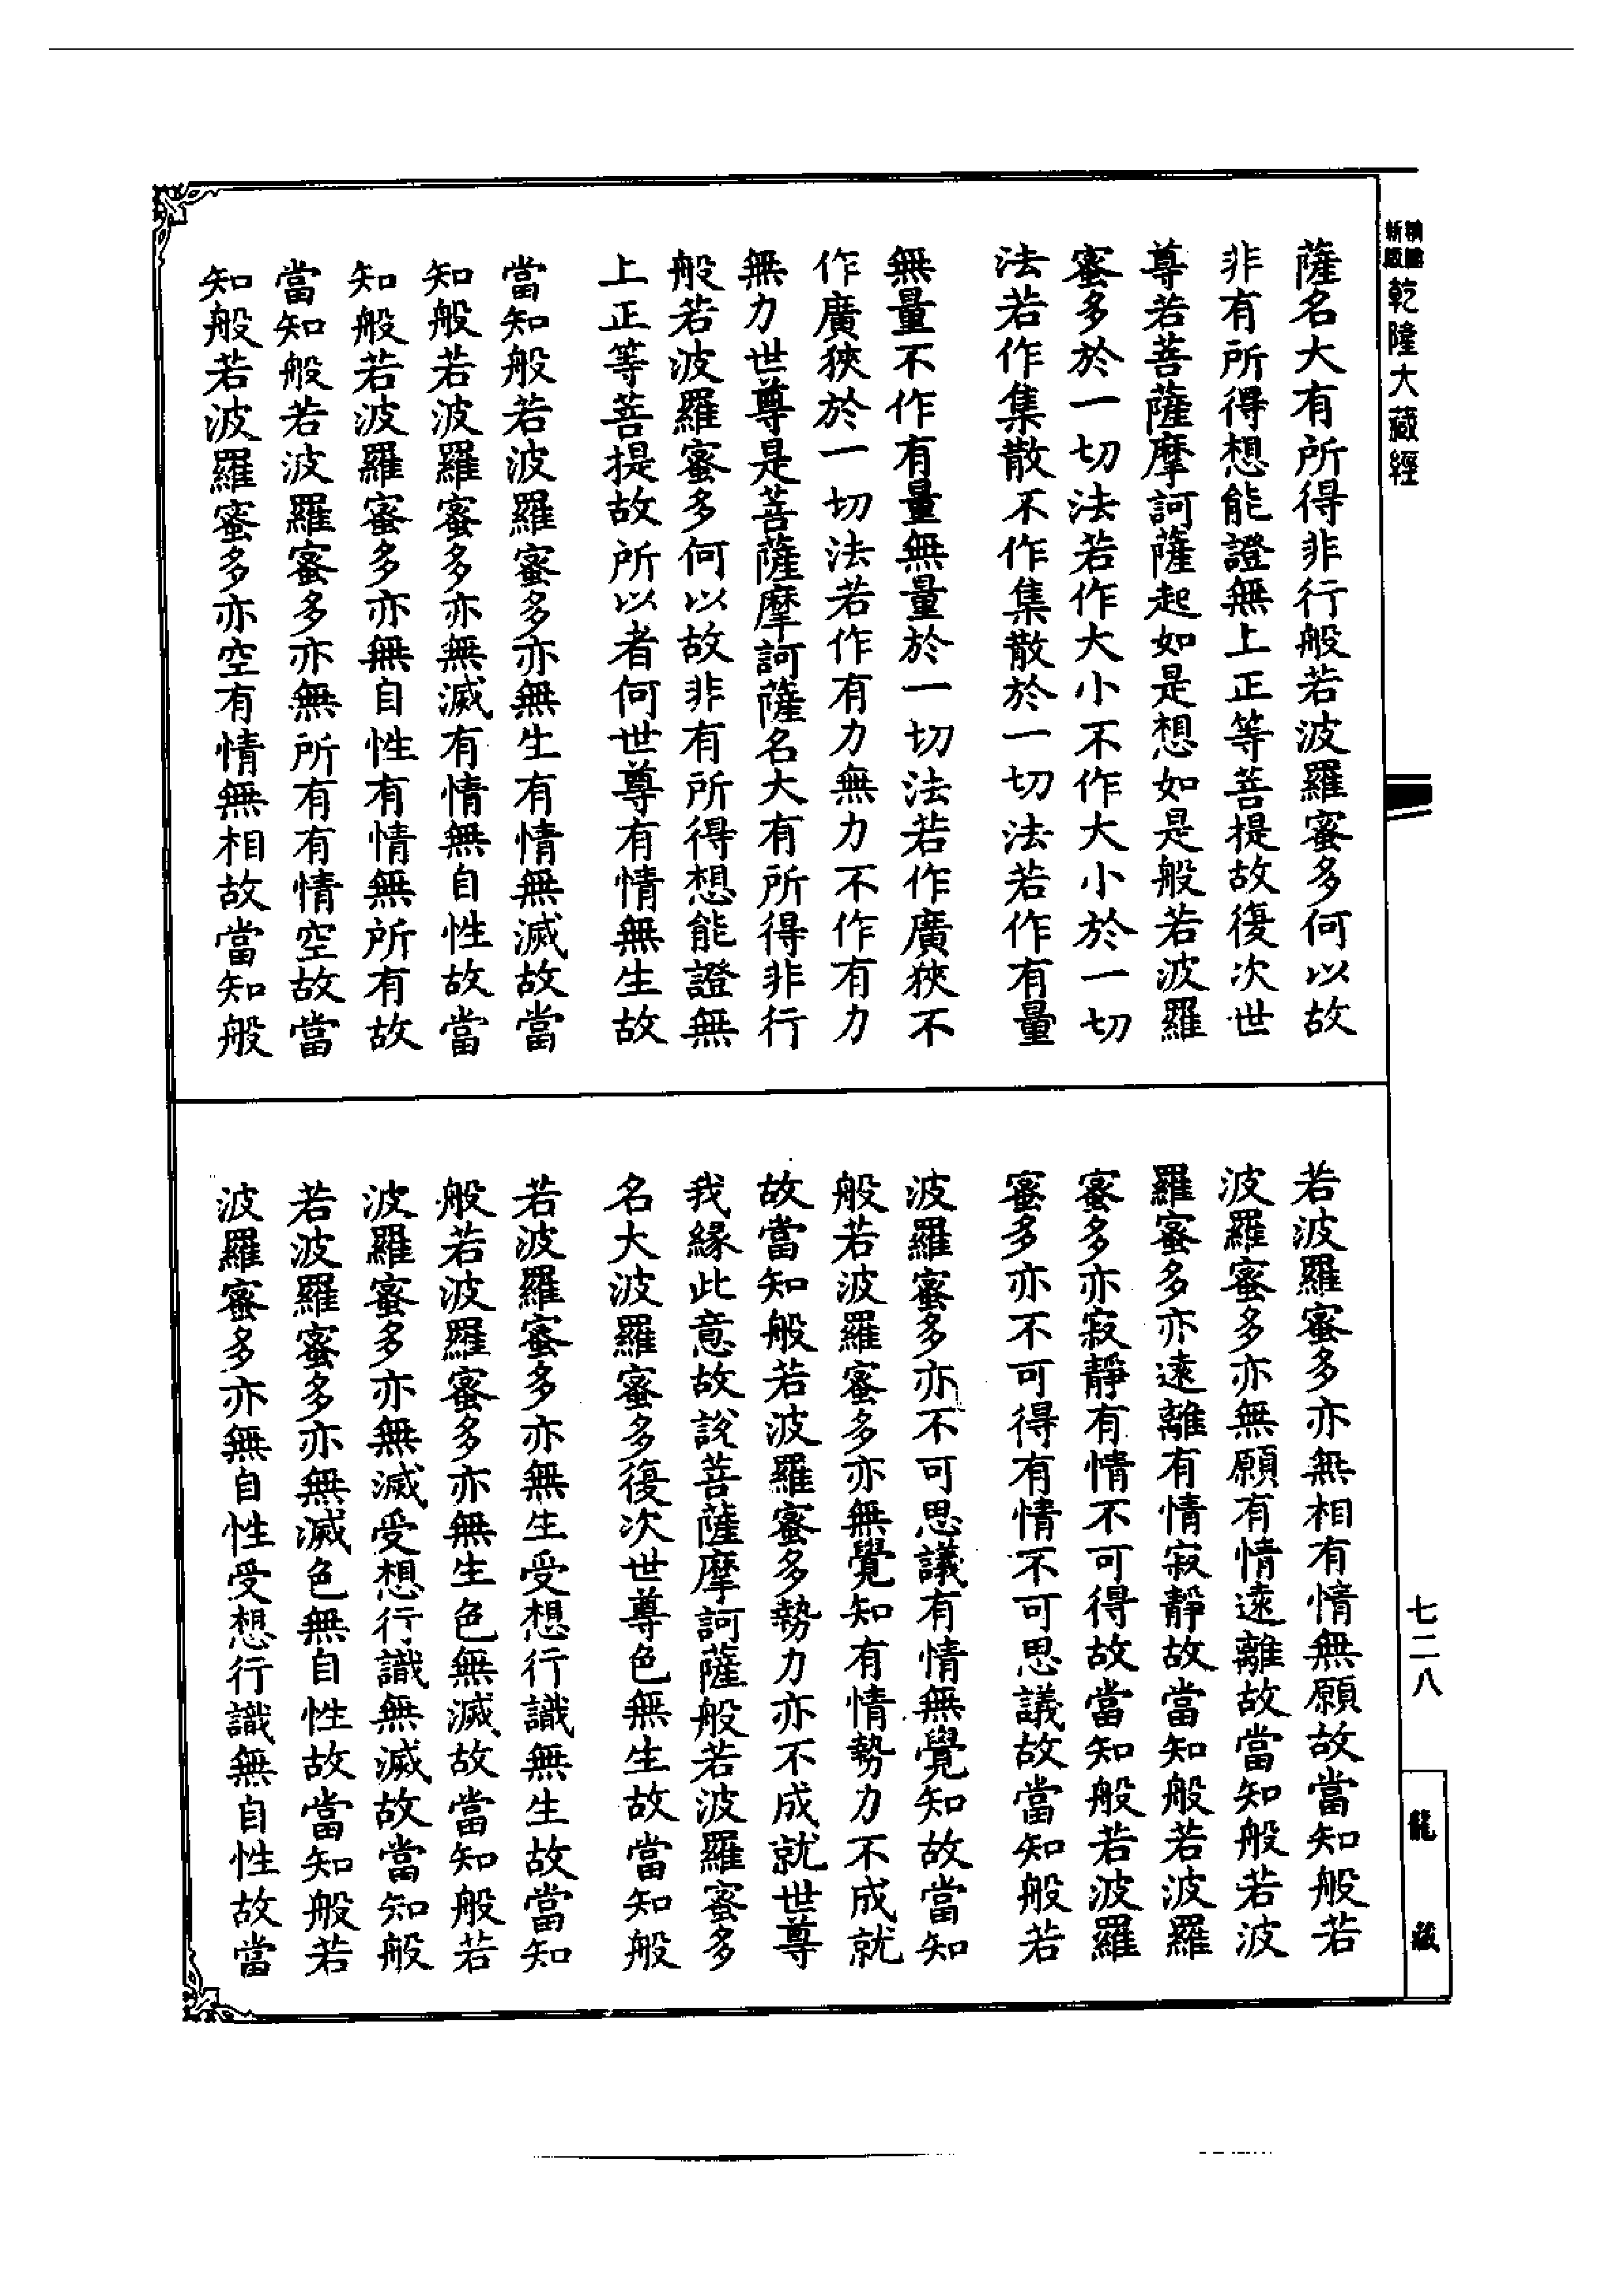 新版
精縮
乾隆大藏經
薩名大有所得非行般若波羅蜜多何以故
非有所得想能證無上正等菩提故復次世
尊若菩薩摩訶薩起如是想如是般若波羅
蜜多於一切法若作大小不作大小於一切
法若作集散不作集散於一切法若作有量
無量不作有量無量於一切法若作廣狹不
作廣狹於一切法若作有力無力不作有力
無力世尊是菩薩摩訶薩名大有所得非行
般若波羅蜜多何以故非有所得想能證無
上正等菩提故所以者何世尊有情無生故
當知般若波羅蜜多亦無生有情無滅故當
知般若波羅蜜多亦無滅有情無自性故當
知般若波羅蜜多亦無自性有情無所有故
當知般若波羅蜜多亦無所有有情空故當
知般若波羅蜜多亦空有情無相故當知般
若波羅蜜多亦無相有情無願故當知般若
波羅蜜多亦無願有情遠離故當知般若波
羅蜜多亦遠離有情寂靜故當知般若波羅
蜜多亦寂靜有情不可得故當知般若波羅
蜜多亦不可得有情不可思議故當知般若
波羅蜜多亦不可思議有情無覺知故當知
般若波羅蜜多亦無覺知有情勢力不成就
故當知般若波羅蜜多勢力亦不成就世尊
我緣此意故說菩薩摩訶薩般若波羅蜜多
名大波羅蜜多復次世尊色無生故當知般
若波羅蜜多亦無生受想行識無生故當知
般若波羅蜜多亦無生色無滅故當知般若
波羅蜜多亦無滅受想行識無滅故當知般
若波羅蜜多亦無滅色無自性故當知般若
波羅蜜多亦無自性受想行識無自性故當
七二八
龍藏